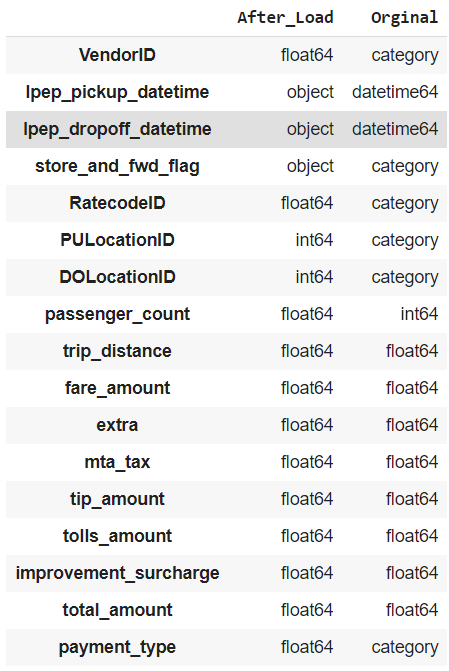 After_Load Orginal
VendorID float64 category
lpep_pickup_datetime object datetime64
lpep_dropoff_datetime object datetime64
store_and_fwd_flag object category
RatecodeID float64 category
PULocationID int64 category
DOLocationID int64 category
passenger_count float64 int64
trip_distance float64 float64
fare_amount float64 float64
extra float64 float64
mta_tax float64 float64
tip_amount float64 float64
tolls_amount float64 float64
improvement_surcharge float64 float64
total_amount float64 float64
payment_type float64 category